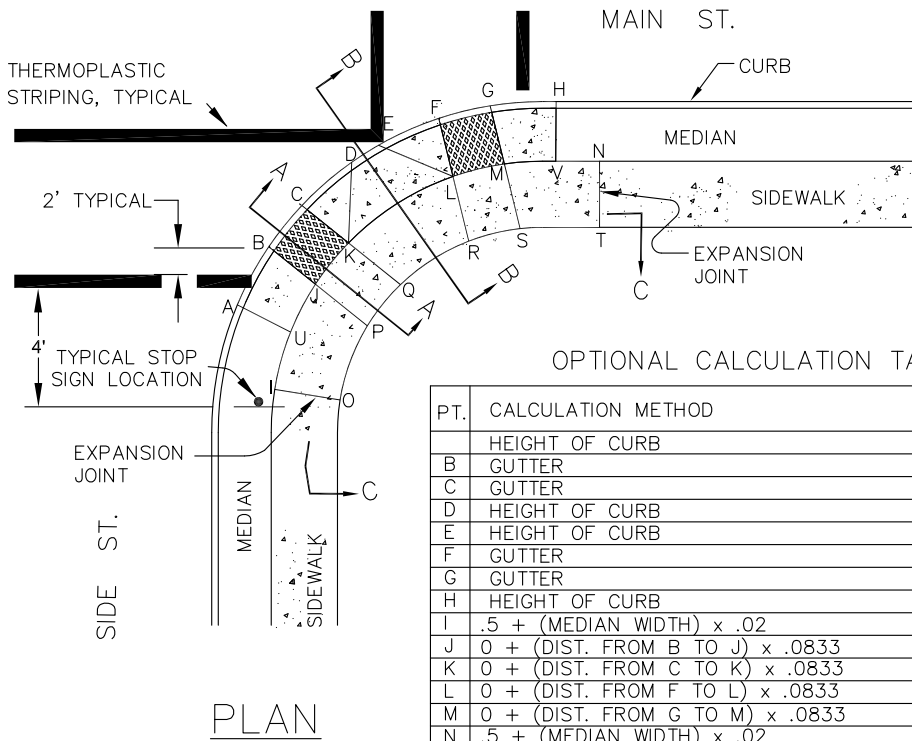 MAIN ST.
THERMOPLASTIC
STRIPING, TYPICAL
CURB
B
G
H
F
E
MEDIAN
D
N
A
L
M
V
C
SIDEWALK
2' TYPICAL
B
K
R
S
T
EXPANSION
JOINT
J
Q
B
C
A
A
U
P
4'
TYPICAL STOP
SIGN LOCATION
I
O
EXPANSION
JOINT
C
MEDIAN
SIDEWALK
SIDE ST.
PLAN
OPTIONAL CALCULATION TA
PT. CALCULATION METHOD
HEIGHT OF CURB
B GUTTER
C GUTTER
D HEIGHT OF CURB
E HEIGHT OF CURB
F GUTTER
G GUTTER
H HEIGHT OF CURB
I .5 + (MEDIAN WIDTH) x .02
J 0 + (DIST. FROM B TO J) x .0833
K 0 + (DIST. FROM C TO K) x .0833
L 0 + (DIST. FROM F TO L) x .0833
M 0 + (DIST. FROM G TO M) x .0833
N .5 + (MEDIAN WIDTH) x .02